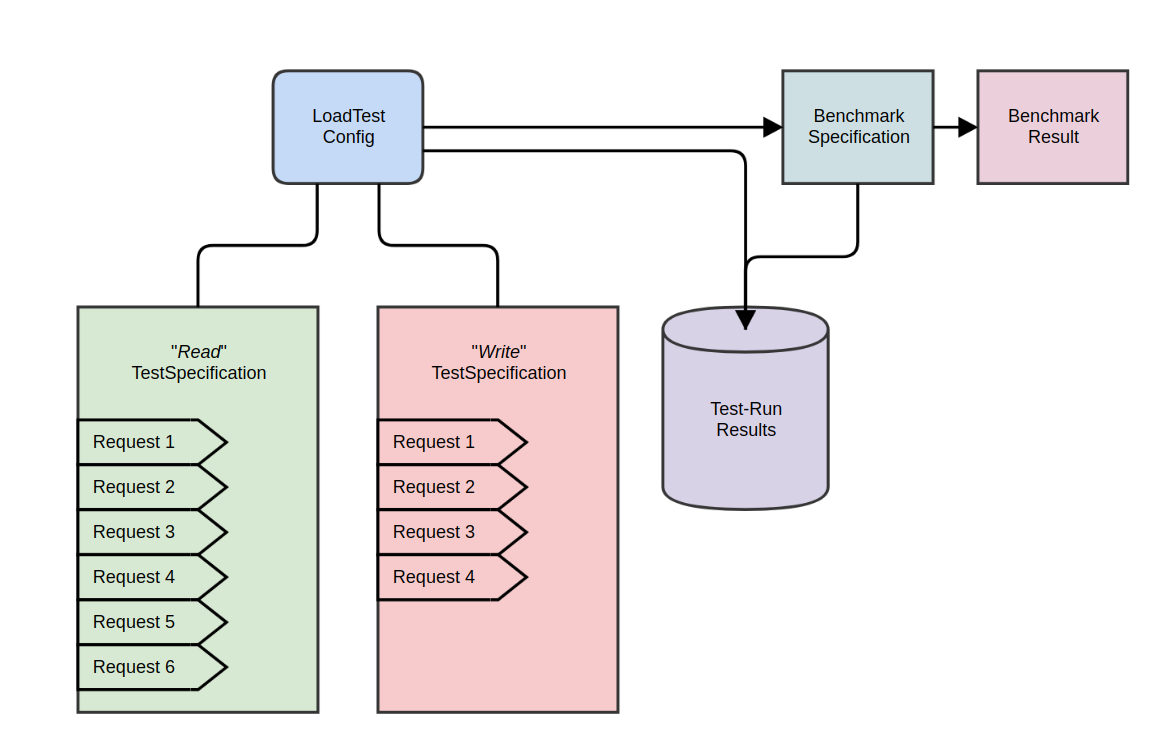 LoadTest
Config
Benchmark
Specification
Benchmark
Result
"Read"
TestSpecification
Request 1
Request 2
Request 3
Request 4
Request 5
Request 6
"Write"
TestSpecification
Request 1
Request 2
Request 3
Request 4
Test-Run
Results